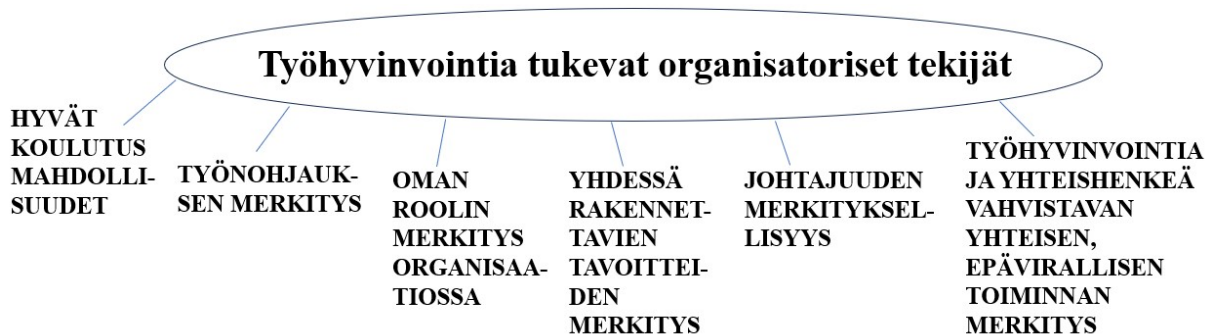 Työhyvinvointia tukevat organisatoriset tekijät
HYVÄT
KOULUTUS
MAHDOLLI-
SUUDET
TYÖNOHJAUK-
SEN MERKITYS
OMAN
ROOLIN
MERKITYS
ORGANISAA-
TIOSSA
YHDESSÄ
RAKENNET-
TAVIEN
TAVOITTEI-
DEN
MERKITYS
JOHTAJUUDEN
MERKITYKSEL-
LISYYS
TYÖHYVINVOINTIA
JA YHTEISHENKEÄ
VAHVISTAVAN
YHTEISEN,
EPÄVIRALLISEN
TOIMINNAN
MERKITYS